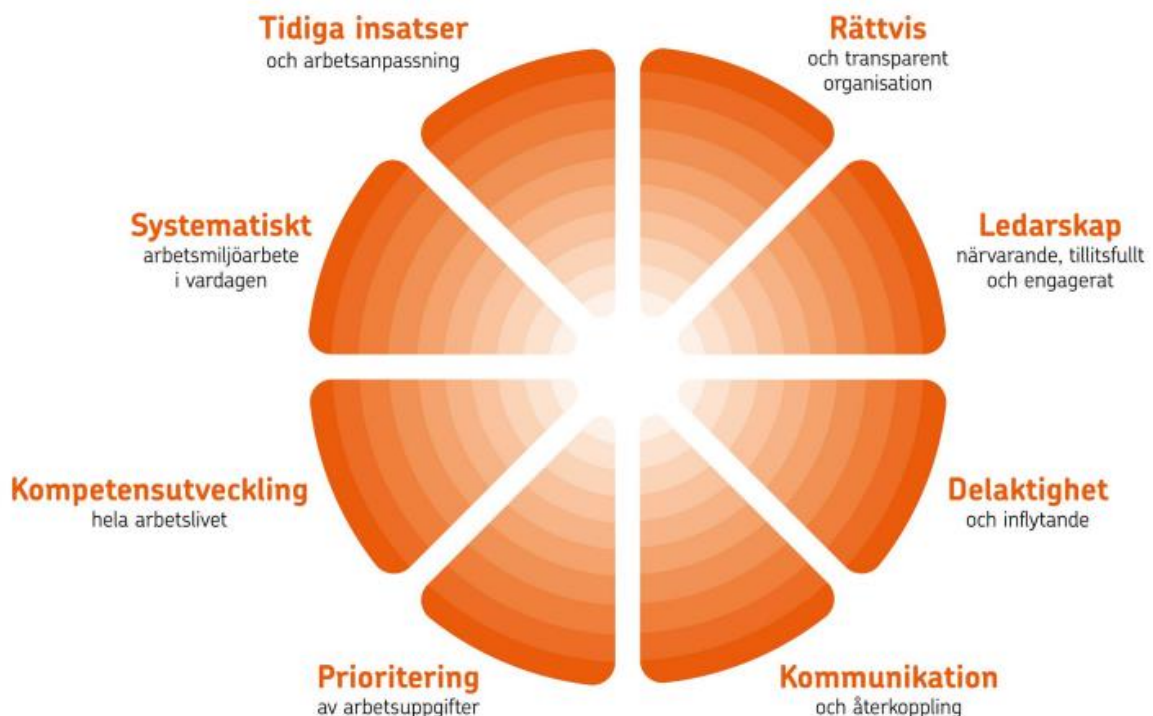 Tidiga insatser
och arbetsanpassning
Rättvis
och transparent
organisation
Ledarskap
närvarande, tillitsfullt
och engagerat
Delaktighet
och inflytande
Kommunikation
och återkoppling
Prioritering
av arbetsuppgifter
Kompetensutveckling
hela arbetslivet
Systematiskt
arbetsmiljöarbete
i vardagen